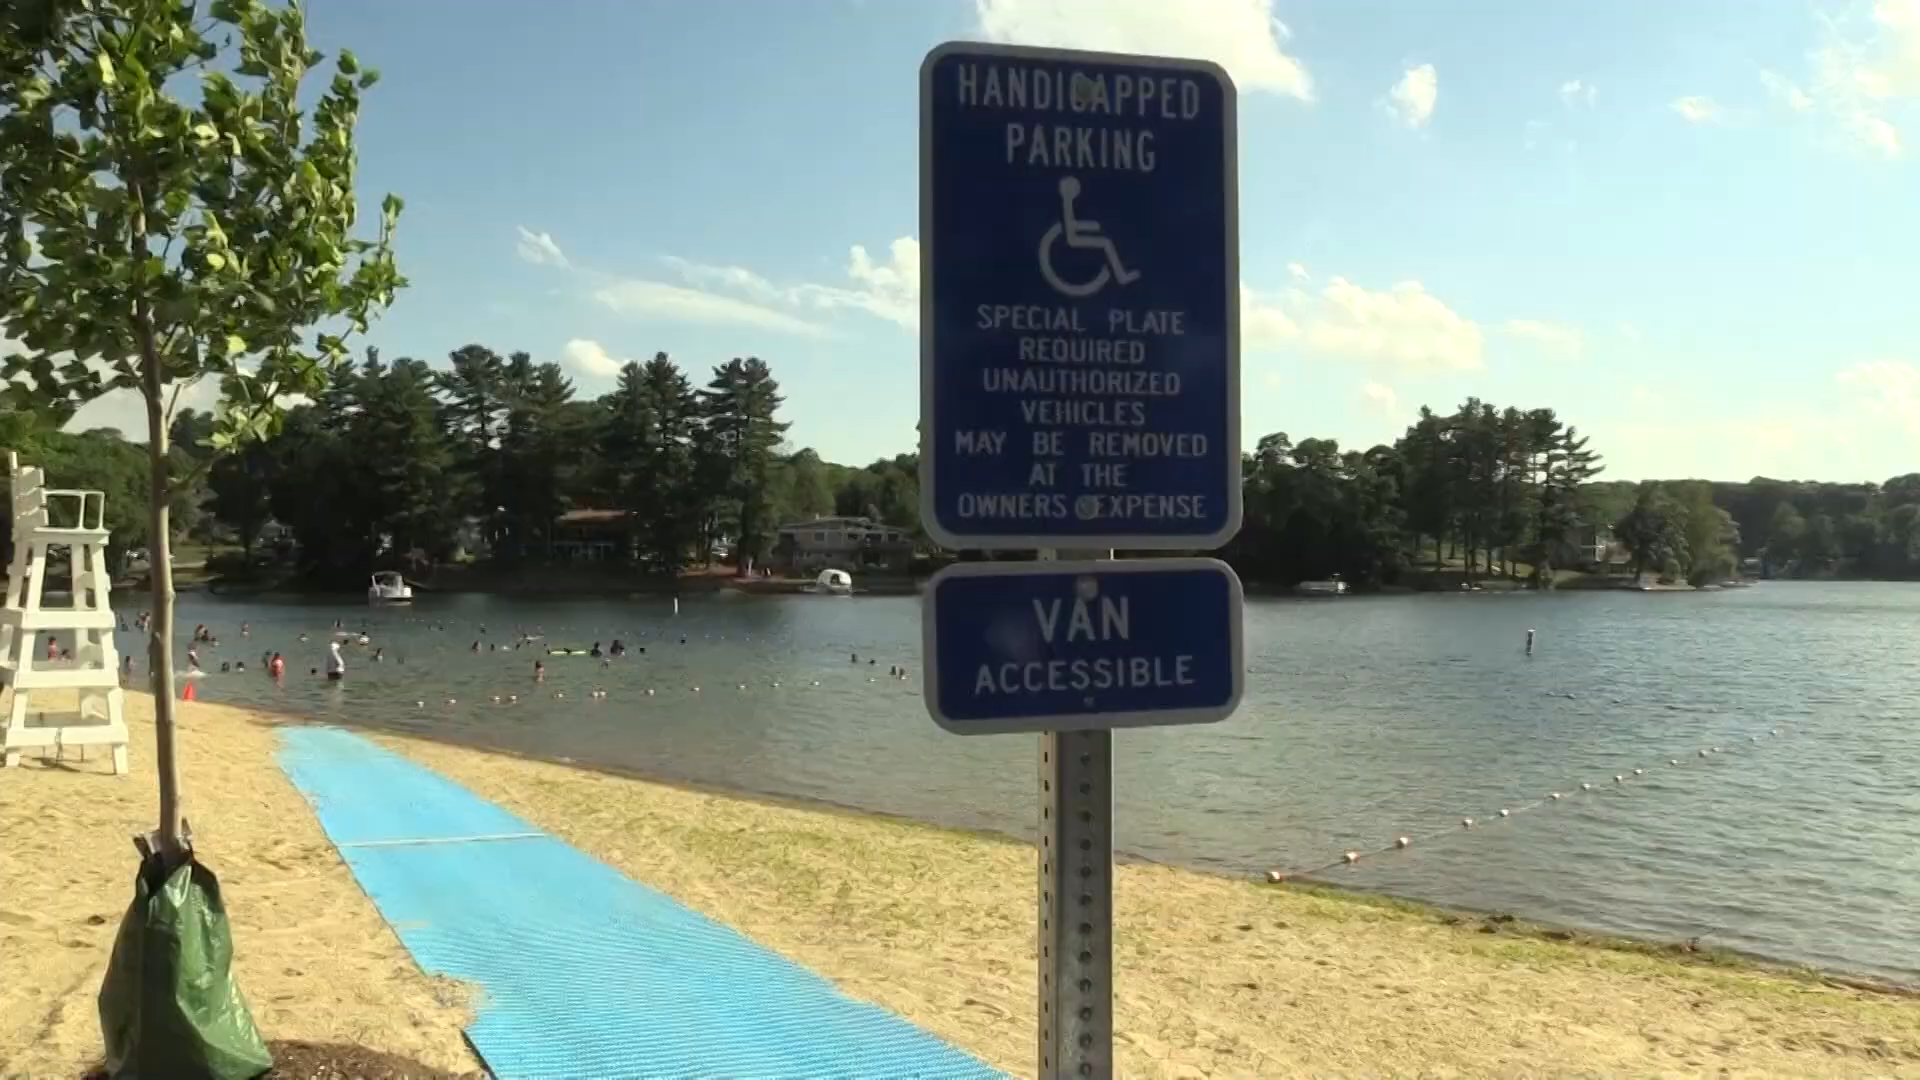 HANDICAPPED
PARKING
SPECIAL PLATE
REQUIRED
UNAUTHORIZED
VEHICLES
MAY BE REMOVED
AT THE
OWNERS EXPENSE
VAN
ACCESSIBLE